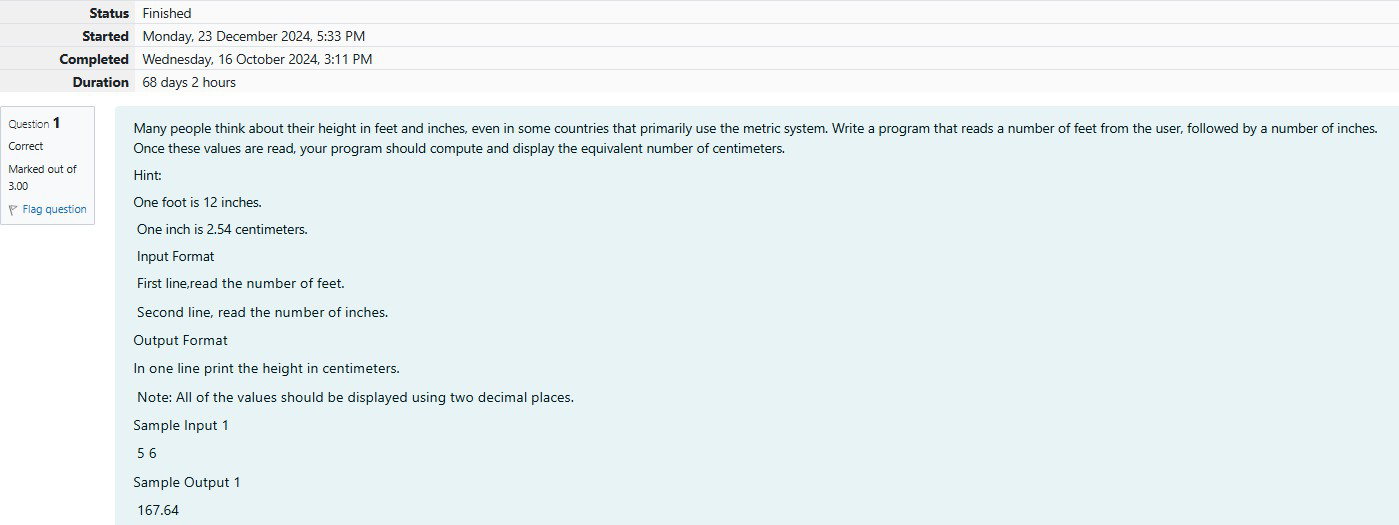 Status Finished
Started Monday, 23 December 2024, 5:33 PM
Completed Wednesday, 16 October 2024, 3:11 PM
Duration 68 days 2 hours
Question 1
Correct
Marked out of
3.00
Flag question
Many people think about their height in feet and inches, even in some countries that primarily use the metric system. Write a program that reads a number of feet from the user, followed by a number of inches.
Once these values are read, your program should compute and display the equivalent number of centimeters.
Hint:
One foot is 12 inches.
One inch is 2.54 centimeters.
Input Format
First line,read the number of feet.
Second line, read the number of inches.
Output Format
In one line print the height in centimeters.
Note: All of the values should be displayed using two decimal places.
Sample Input 1
5 6
Sample Output 1
167.64